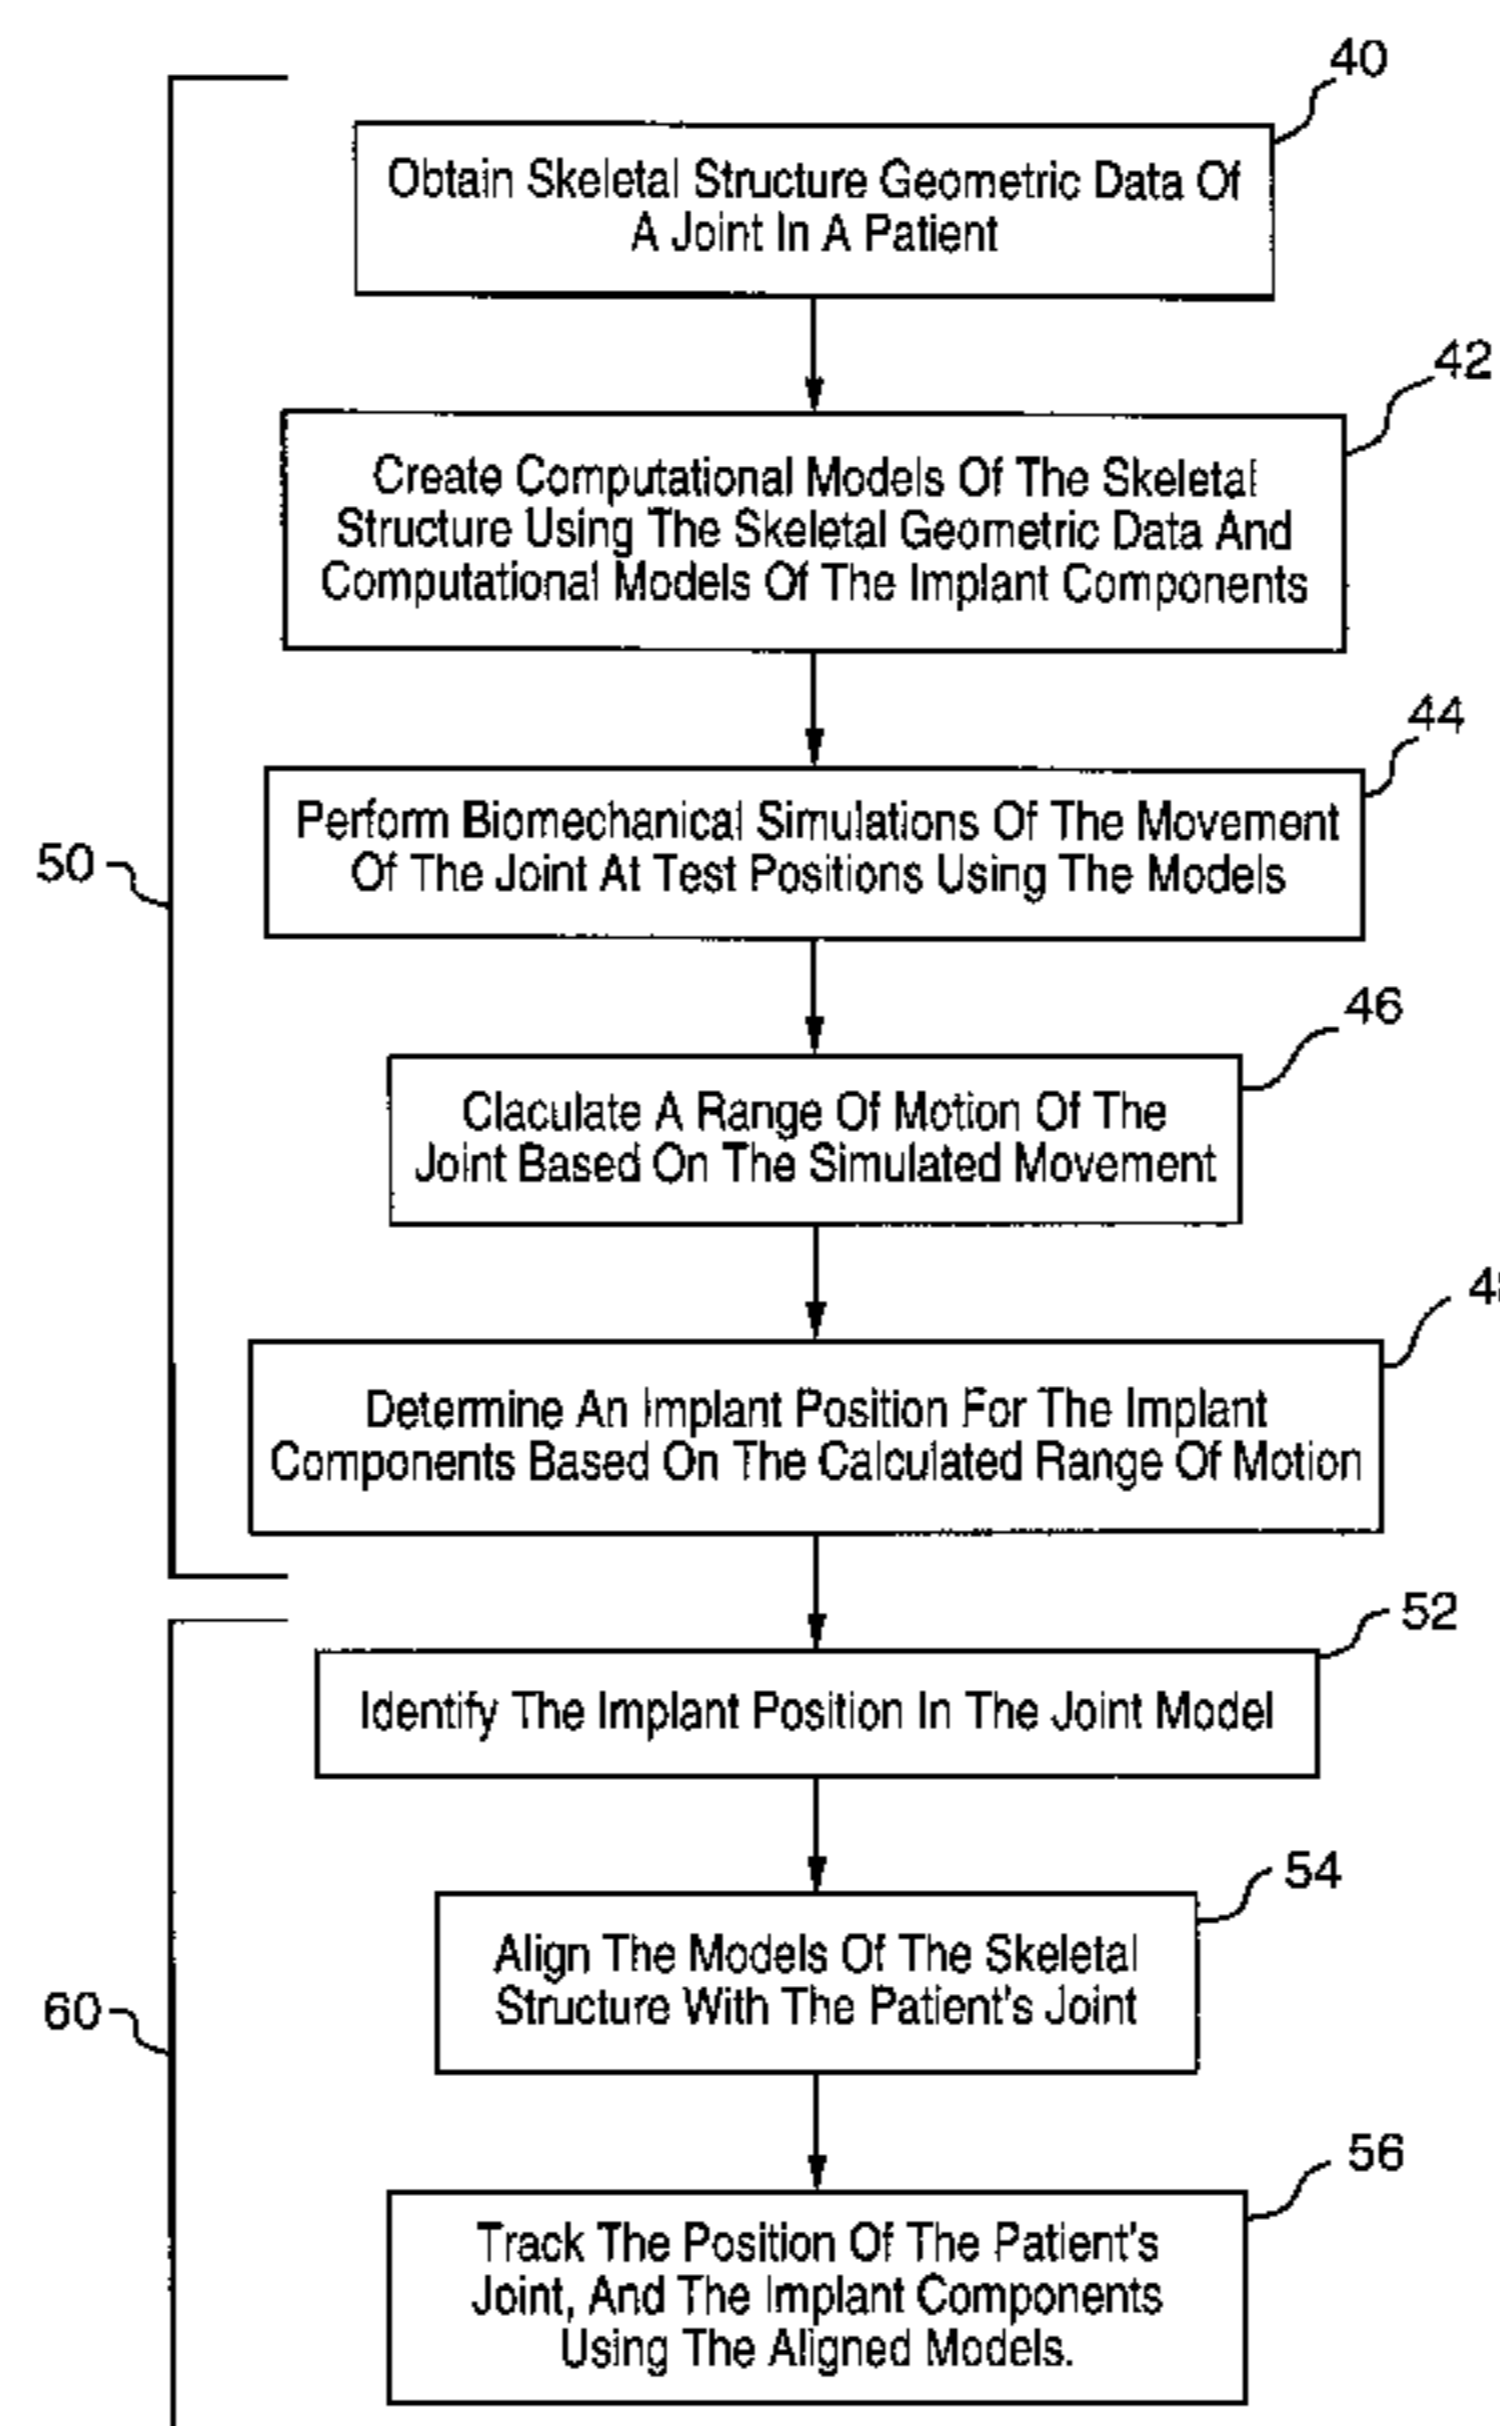 40
Obtain Skeletal Structure Geometric Data Of
A Joint In A Patient
42
Create Computational Models Of The Skeletal
Structure Using The Skeletal Geometric Data And
Computational Models Of The Implant Components
44
Perform Biomechanical Simulations Of The Movement
Of The Joint At Test Positions Using The Models
50
46
Claculate A Range Of Motion Of The
Joint Based On The Simulated Movement
Determine An Implant Position For The Implant
Components Based On The Calculated Range Of Motion
52
Identify The Implant Position In The Joint Model
54
Align The Models Of The Skeletal
Structure With The Patient's Joint
60
56
Track The Position Of The Patient's
Joint, And The Implant Components
Using The Aligned Models.